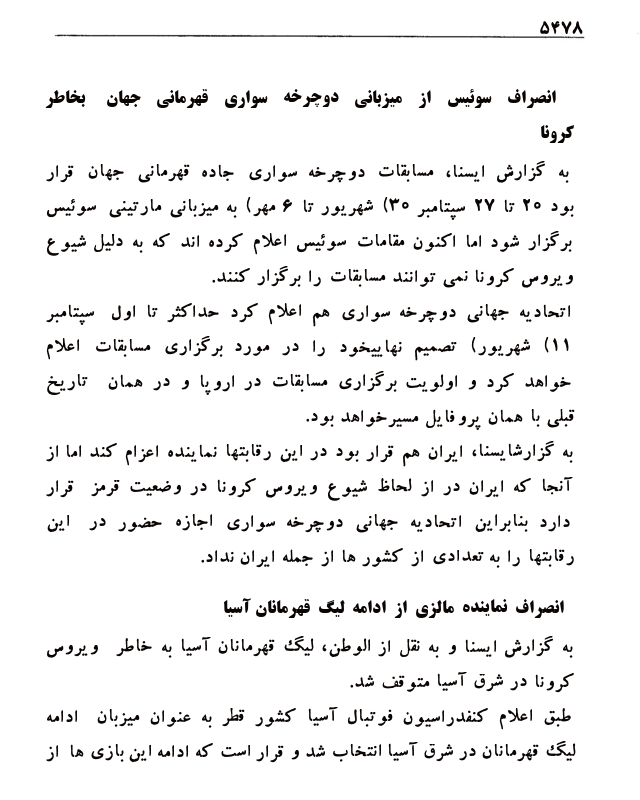 ۵۴۷۸
انصراف سوئیس از میزبانی دوچرخه سواری قهرمانی جهان بخاطر
کرونا
به گزارش ایسنا، مسابقات دوچرخه سواری جاده قهرمانی جهان قرار
بود ۲۰ تا ۲۷ سپتامبر ۳۰) شهریور تا ۶ مهر) به میزبانی مارتینی سوئیس
برگزار شود اما اکنون مقامات سوئیس اعلام کرده اند که به دلیل شیوع
ویروس کرونا نمی توانند مسابقات را برگزار کنند.
اتحادیه جهانی دوچرخه سواری هم اعلام کرد حداکثر تا اول سپتامبر
۱۱) شهریور) تصمیم نهاییخود را در مورد برگزاری مسابقات اعلام
خواهد کرد و اولویت برگزاری مسابقات در اروپا و در همان تاریخ
قبلی با همان پروفایل مسیرخواهد بود.
به گزارشایسنا، ایران هم قرار بود در این رقابتها نماینده اعزام کند اما از
آنجا که ایران در از لحاظ شیوع ویروس کرونا در وضعیت قرمز قرار
دارد بنابراین اتحادیه جهانی دوچرخه سواری اجازه حضور در این
رقابتها را به تعدادی از کشور ها از جمله ایران نداد.
انصراف نماینده مالزی از ادامه لیگ قهرمانان آسیا
به گزارش ایسنا و به نقل از الوطن، لیگ قهرمانان آسیا به خاطر ویروس
کرونا در شرق آسیا متوقف شد.
طبق اعلام کنفدراسیون فوتبال آسیا کشور قطر به عنوان میزبان ادامه
لیگ قهرمانان در شرق آسیا انتخاب شد و قرار است که ادامه این بازی ها از